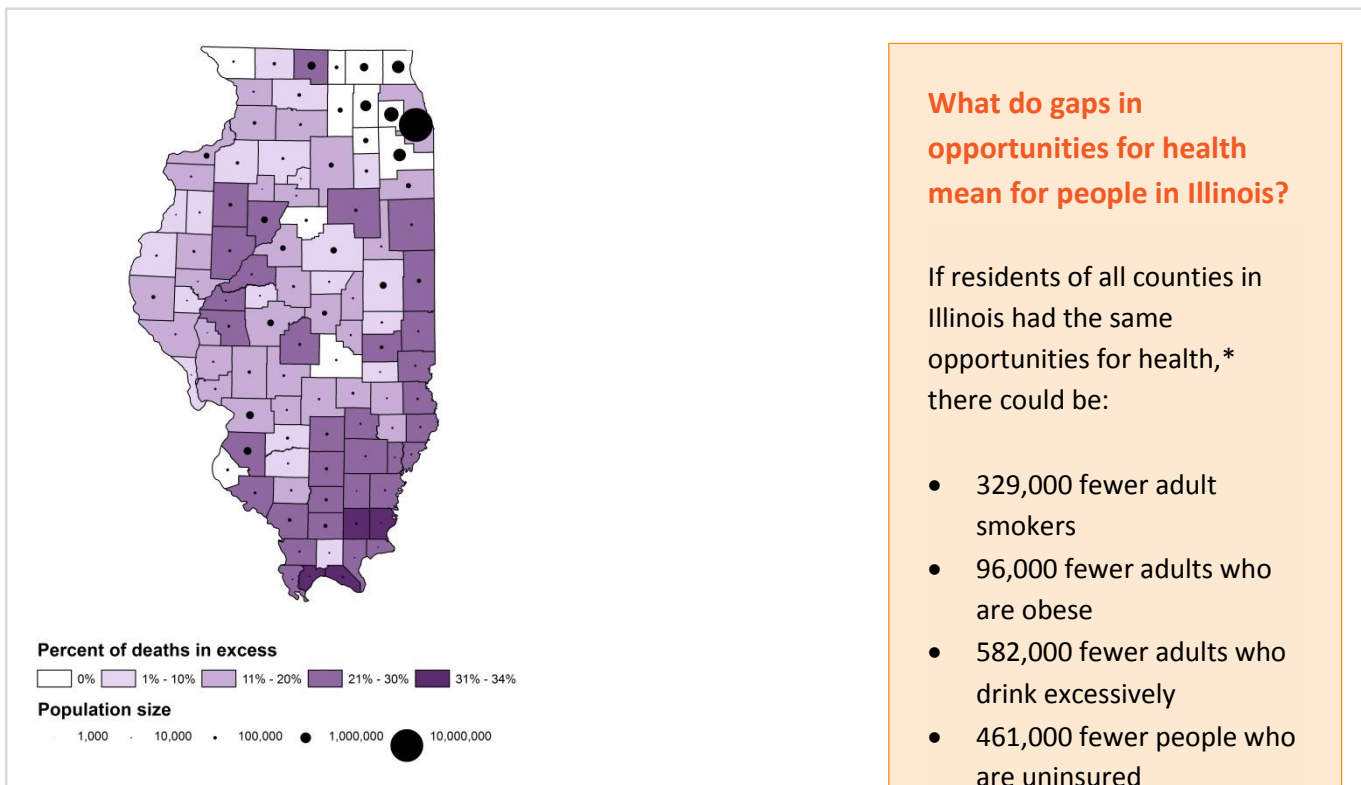 Percent of deaths in excess
0% 1% - 10% 11% - 20% 21% - 30% 31% - 34%
Population size
1,000 10,000 100,000 1,000,000 10,000,000
What do gaps in
opportunities for health
mean for people in Illinois?
If residents of all counties in
Illinois had the same
opportunities for health,*
there could be:
• 329,000 fewer adult
smokers
• 96,000 fewer adults who
are obese
• 582,000 fewer adults who
drink excessively
• 461,000 fewer people who
are uninsured